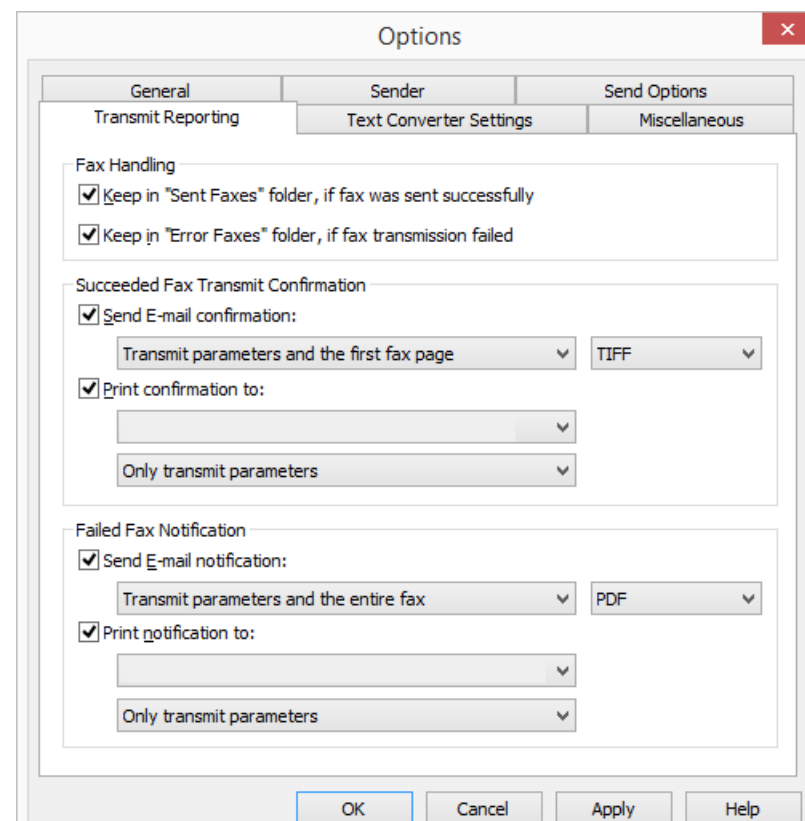 Options
General Sender Send Options
Transmit Reporting Text Converter Settings Miscellaneous
Fax Handling
Keep in "Sent Faxes" folder, if fax was sent successfully
Keep in "Error Faxes" folder, if fax transmission failed
Succeeded Fax Transmit Confirmation
Send E-mail confirmation:
Transmit parameters and the first fax page TIFF
Print confirmation to:
Only transmit parameters
Failed Fax Notification
Send E-mail notification:
Transmit parameters and the entire fax PDF
Print notification to:
Only transmit parameters
OK Cancel Apply Help